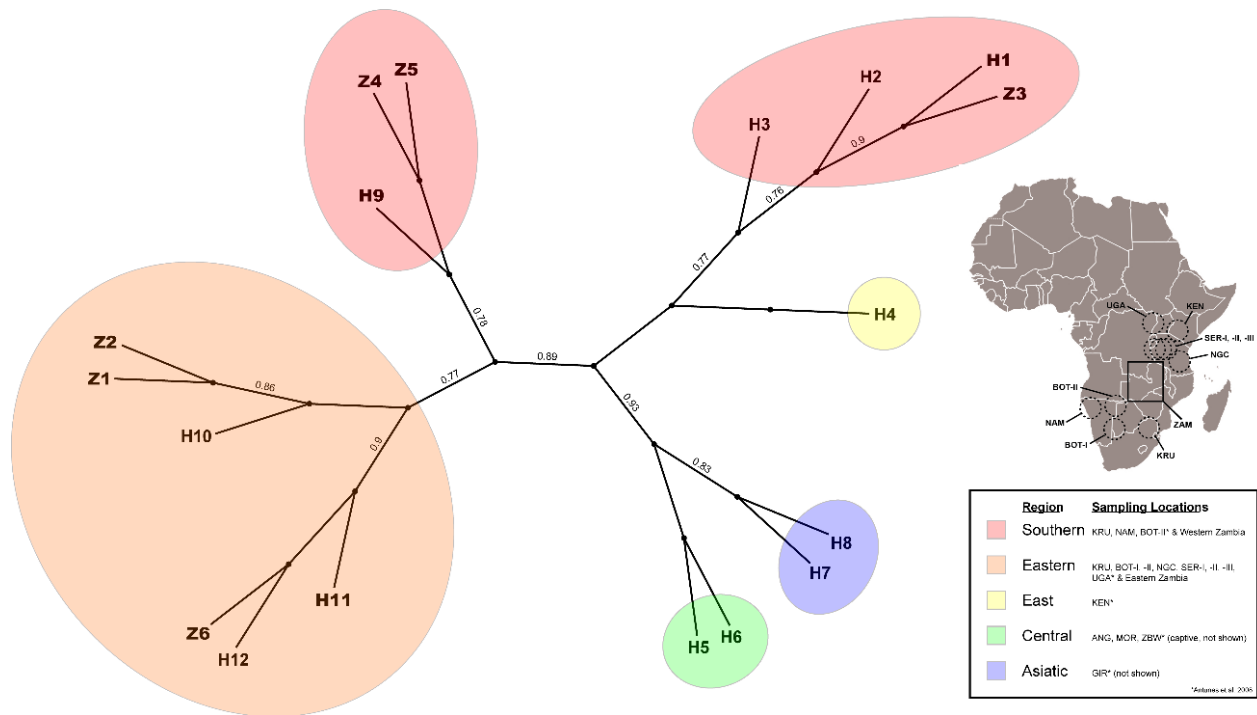 Z4
Z5
H9
H3
H2
H1
Z3
0.9
0.76
0.77
H4
0.78
0.89
0.77
0.93
0.83
H8
H7
H5
H6
Z2
Z1
0.86
H10
0.9
H11
Z6
H12
UGA
KEN
SER-I, -II, -III
NGC
BOT-II
NAM
BOT-I
ZAM
KRU
Region Sampling Locations
Southern KRU, NAM, BOT-II* & Western Zambia
Eastern KRU, BOT-I. -II, NGC. SER-I, -II. -III,
UGA* & Eastern Zambia
East KEN*
Central ANG, MOR, ZBW* (captive, not shown)
Asiatic GIR* (not shown)
*Antunes et al.